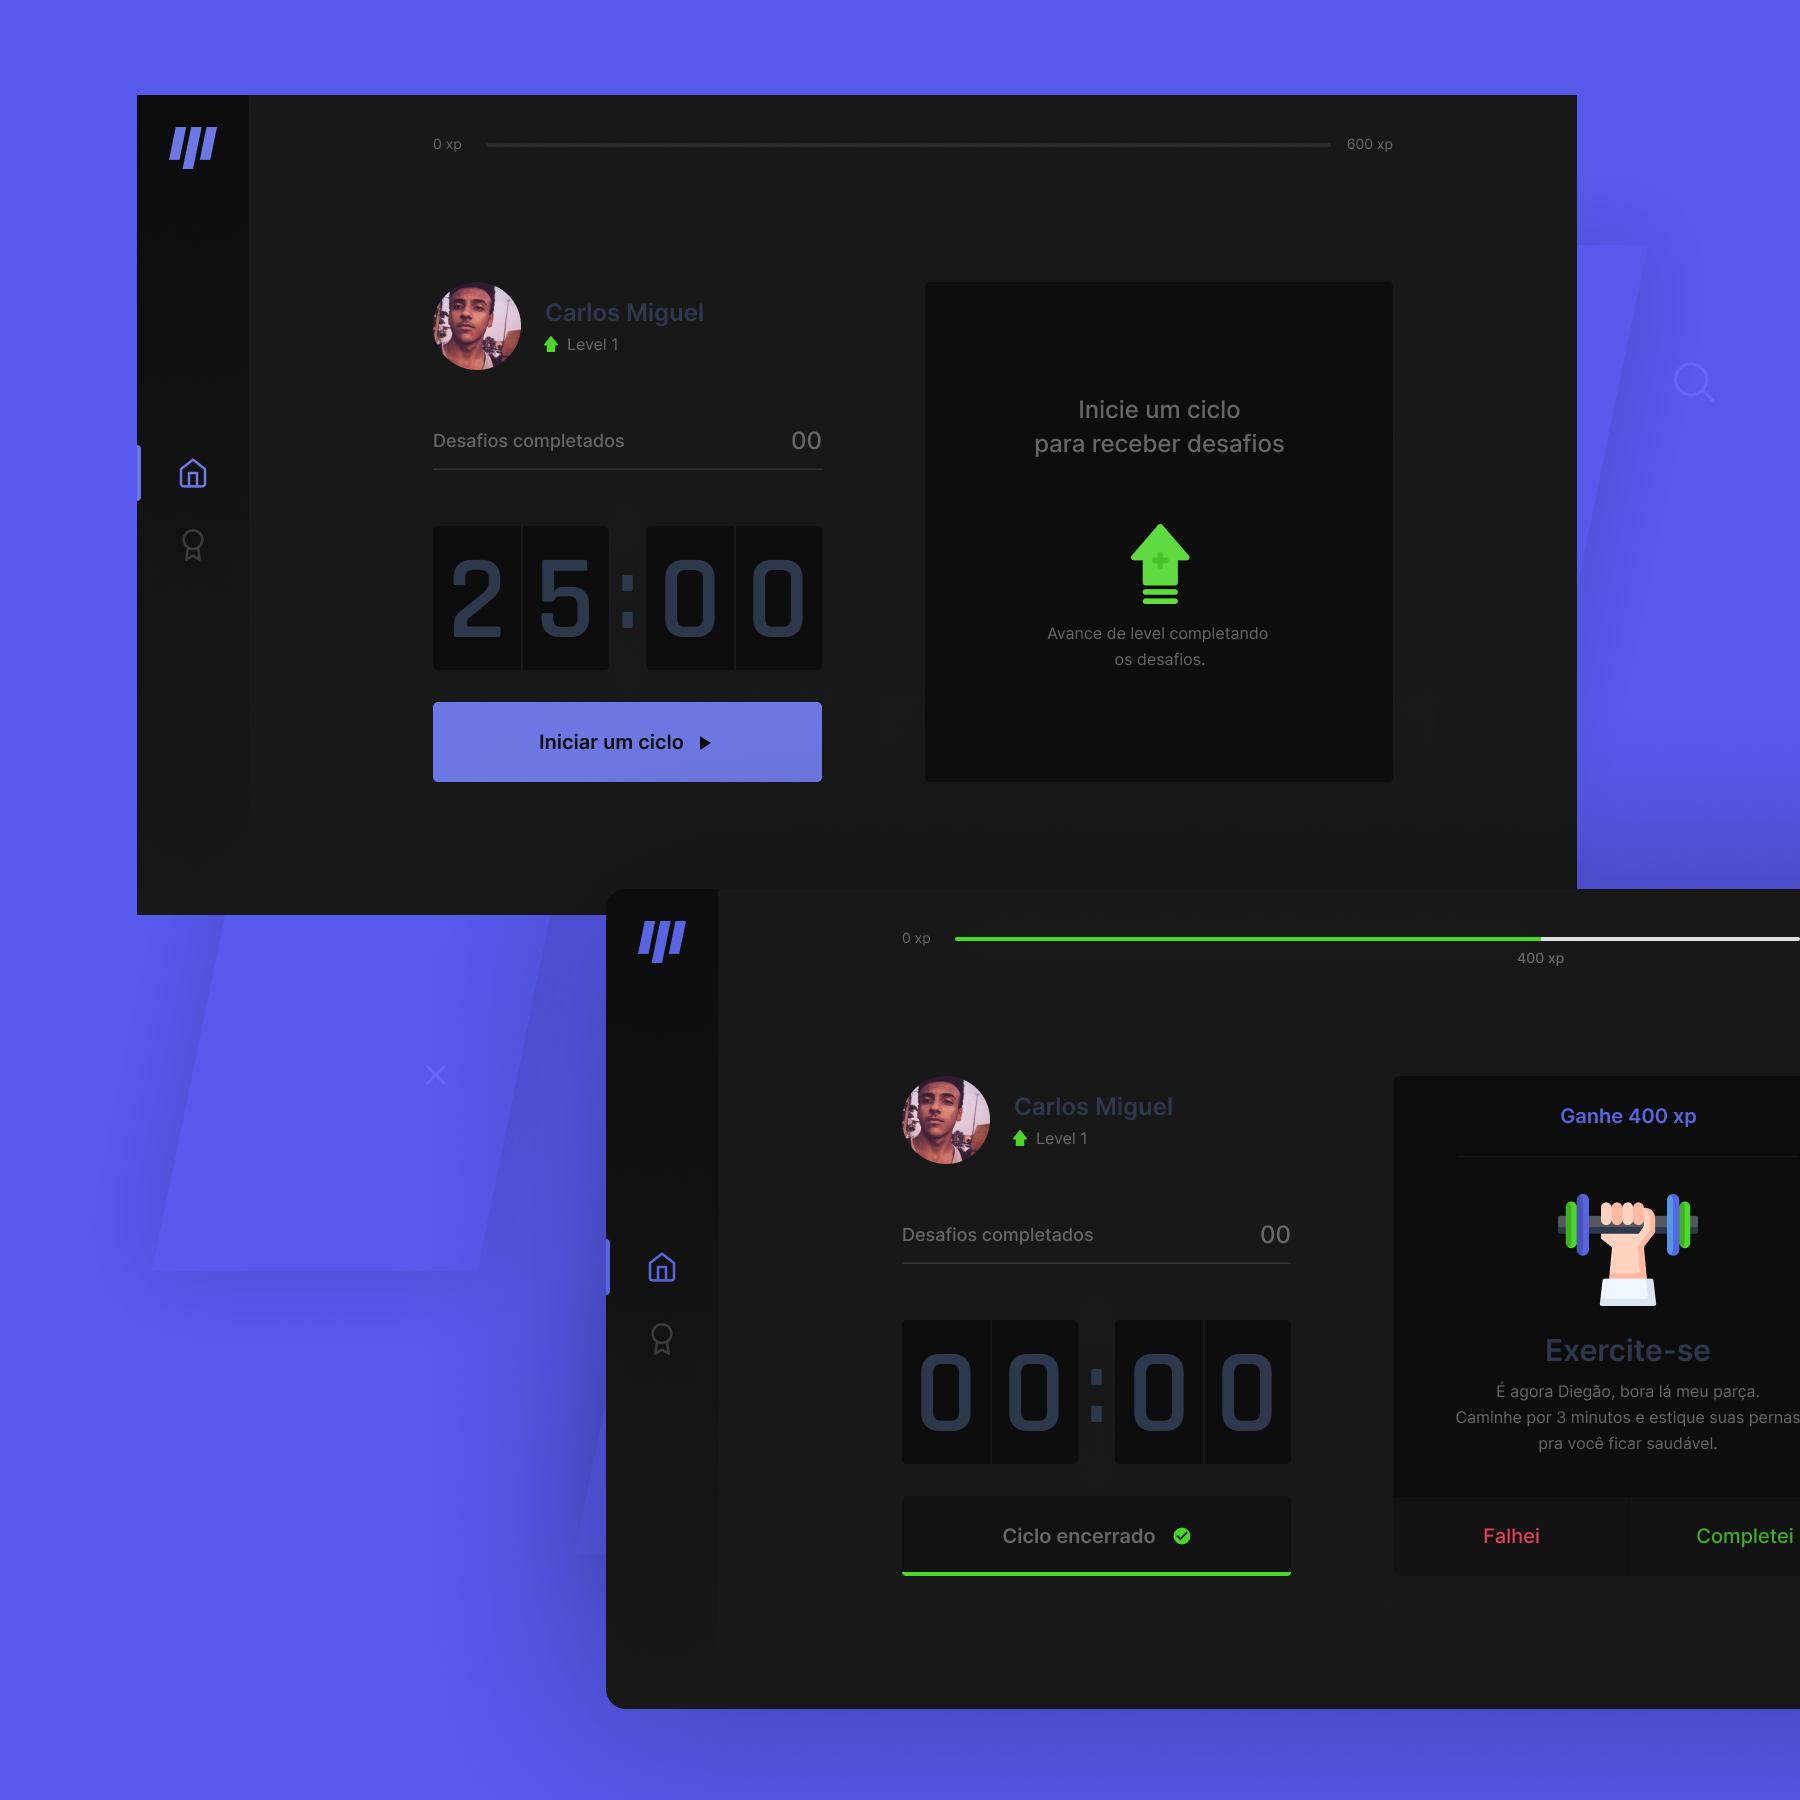 0 xp
600 xp
Carlos Miguel
Level 1
Desafios completados 00
25:00
Iniciar um ciclo
Inicie um ciclo
para receber desafios
Avance de level completando
os desafios.
0 xp
400 xp
Carlos Miguel
Level 1
Desafios completados 00
00:00
Ciclo encerrado
Ganhe 400 xp
Exercite-se
É agora Diegão, bora lá meu parça.
Caminhe por 3 minutos e estique suas pernas
pra você ficar saudável.
Falhei
Completei